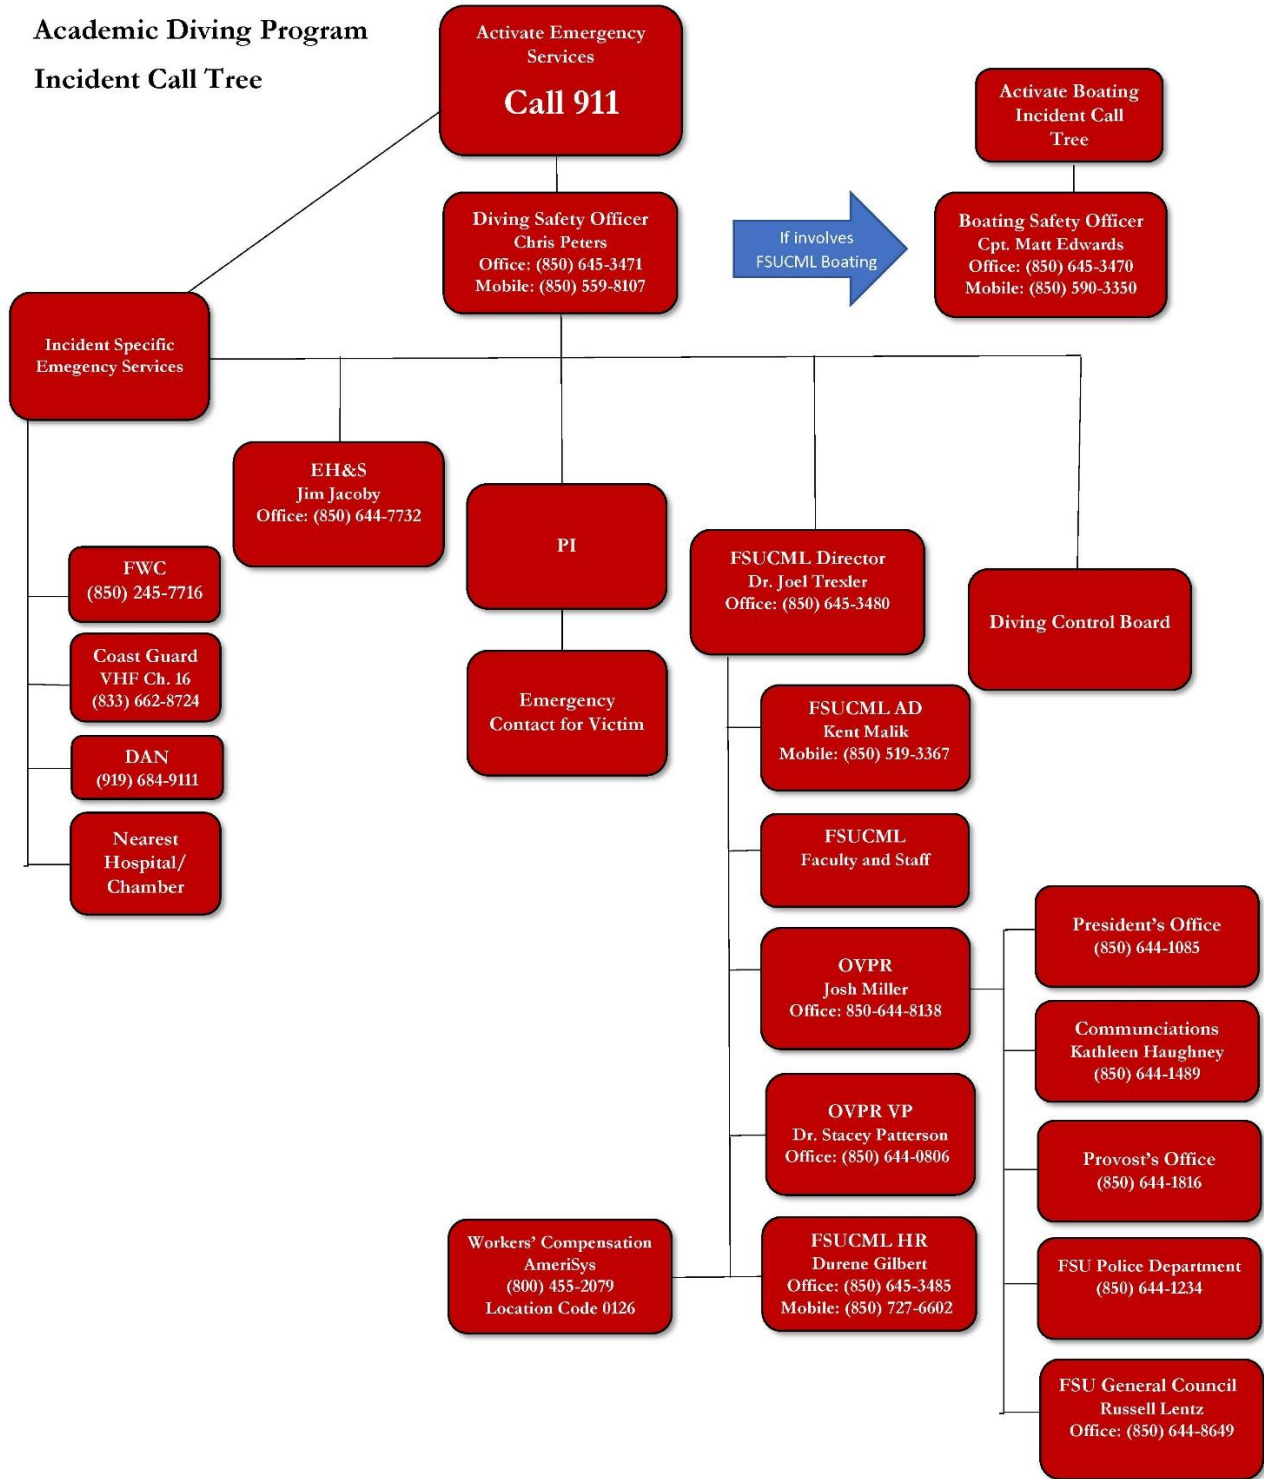 Academic Diving Program
Incident Call Tree
Activate Emergency
Services
Call 911
Activate Boating
Incident Call
Tree
Diving Safety Officer
Chris Peters
Office: (850) 645-3471
Mobile: (850) 559-8107
If involves
FSUCML Boating
Boating Safety Officer
Cpt. Matt Edwards
Office: (850) 645-3470
Mobile: (850) 590-3350
Incident Specific
Emegency Services
EH&S
Jim Jacoby
Office: (850) 644-7732
PI
FSUCML Director
Dr. Joel Trexler
Office: (850) 645-3480
Diving Control Board
FWC
(850) 245-7716
Coast Guard
VHF Ch. 16
(833) 662-8724
DAN
(919) 684-9111
Nearest
Hospital/
Chamber
Emergency
Contact for Victim
FSUCML AD
Kent Malik
Mobile: (850) 519-3367
FSUCML
Faculty and Staff
OVPR
Josh Miller
Office: 850-644-8138
OVPR VP
Dr. Stacey Patterson
Office: (850) 644-0806
Workers' Compensation
AmeriSys
(800) 455-2079
Location Code 0126
FSUCML HR
Durene Gilbert
Office: (850) 645-3485
Mobile: (850) 727-6602
President's Office
(850) 644-1085
Communciations
Kathleen Haughney
(850) 644-1489
Provost's Office
(850) 644-1816
FSU Police Department
(850) 644-1234
FSU General Council
Russell Lentz
Office: (850) 644-8649